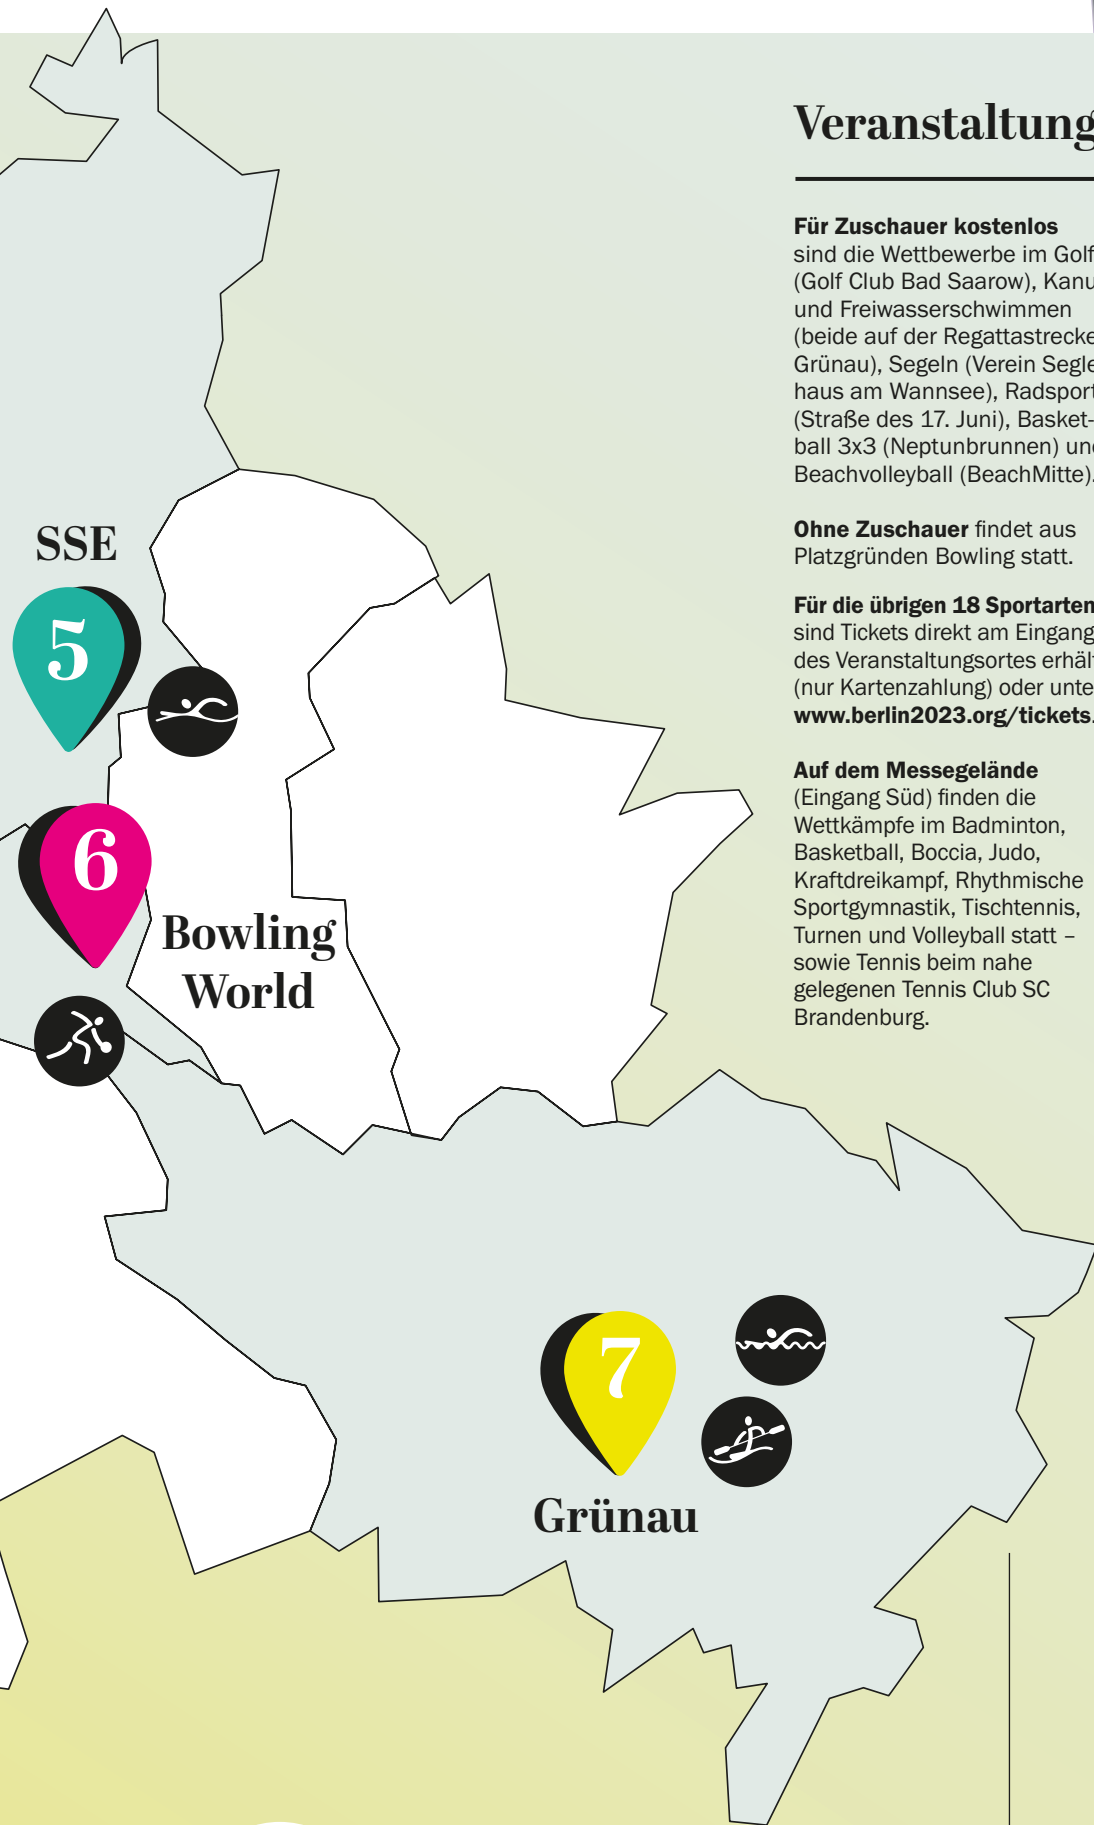 Veranstaltung
Für Zuschauer kostenlos
sind die Wettbewerbe im Golf
(Golf Club Bad Saarow), Kanu
und Freiwasserschwimmen
(beide auf der Regattastrecke
Grünau), Segeln (Verein Segle
haus am Wannsee), Radsport
(Straße des 17. Juni), Basket-
ball 3x3 (Neptunbrunnen) und
Beachvolleyball (BeachMitte).
Ohne Zuschauer findet aus
Platzgründen Bowling statt.
Für die übrigen 18 Sportarten
sind Tickets direkt am Eingang
des Veranstaltungsortes erhält
(nur Kartenzahlung) oder unte
www.berlin2023.org/tickets.
Auf dem Messegelände
(Eingang Süd) finden die
Wettkämpfe im Badminton,
Basketball, Boccia, Judo,
Kraftdreikampf, Rhythmische
Sportgymnastik, Tischtennis,
Turnen und Volleyball statt –
sowie Tennis beim nahe
gelegenen Tennis Club SC
Brandenburg.
SSE
5
6
Bowling
World
7
Grünau